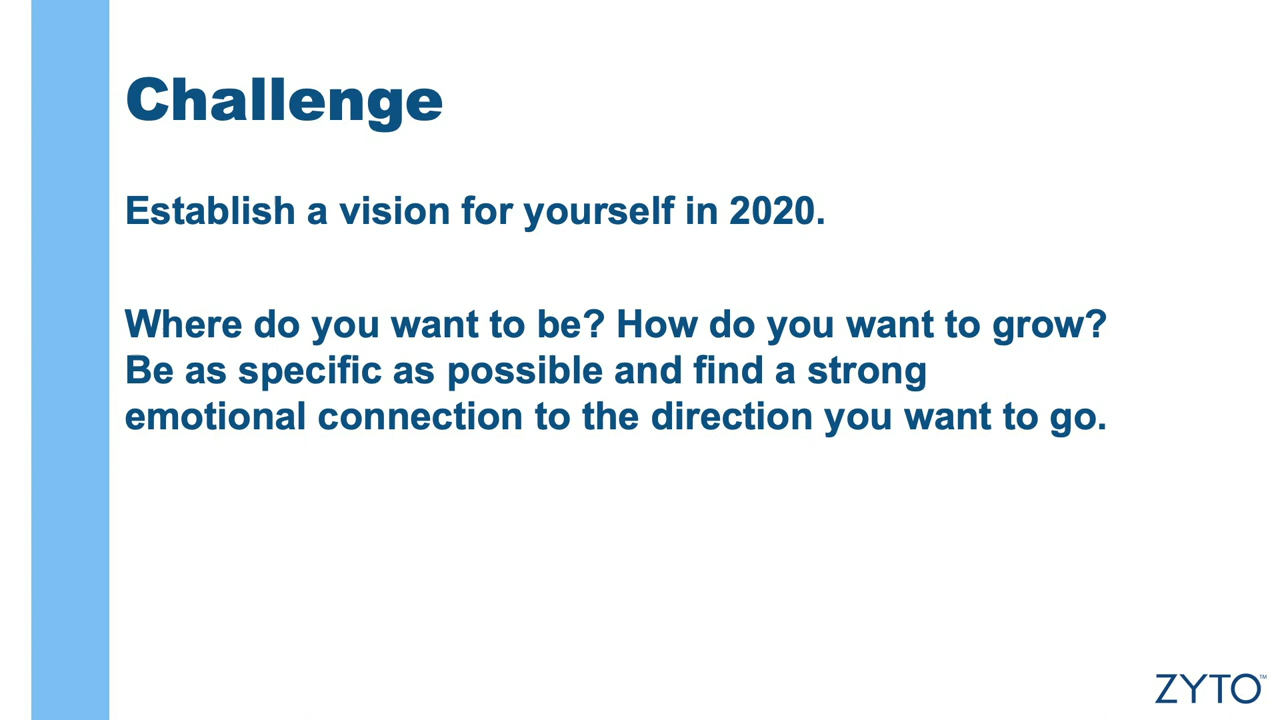 Challenge
Establish a vision for yourself in 2020.
Where do you want to be? How do you want to grow?
Be as specific as possible and find a strong
emotional connection to the direction you want to go.
ZYTO™